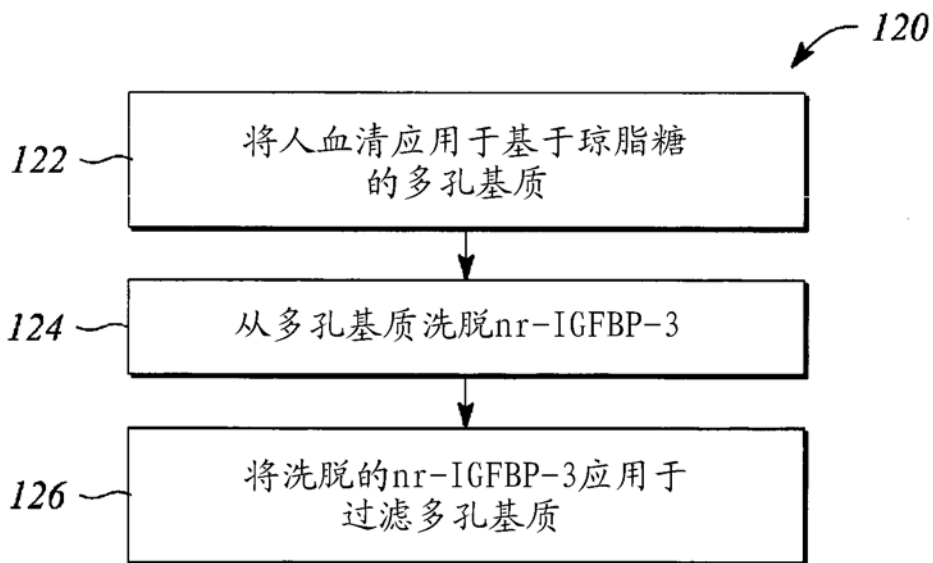 120
122
将人血清应用于基于琼脂糖
的多孔基质
124
从多孔基质洗脱nr-IGFBP-3
126
将洗脱的nr-IGFBP-3应用于
过滤多孔基质